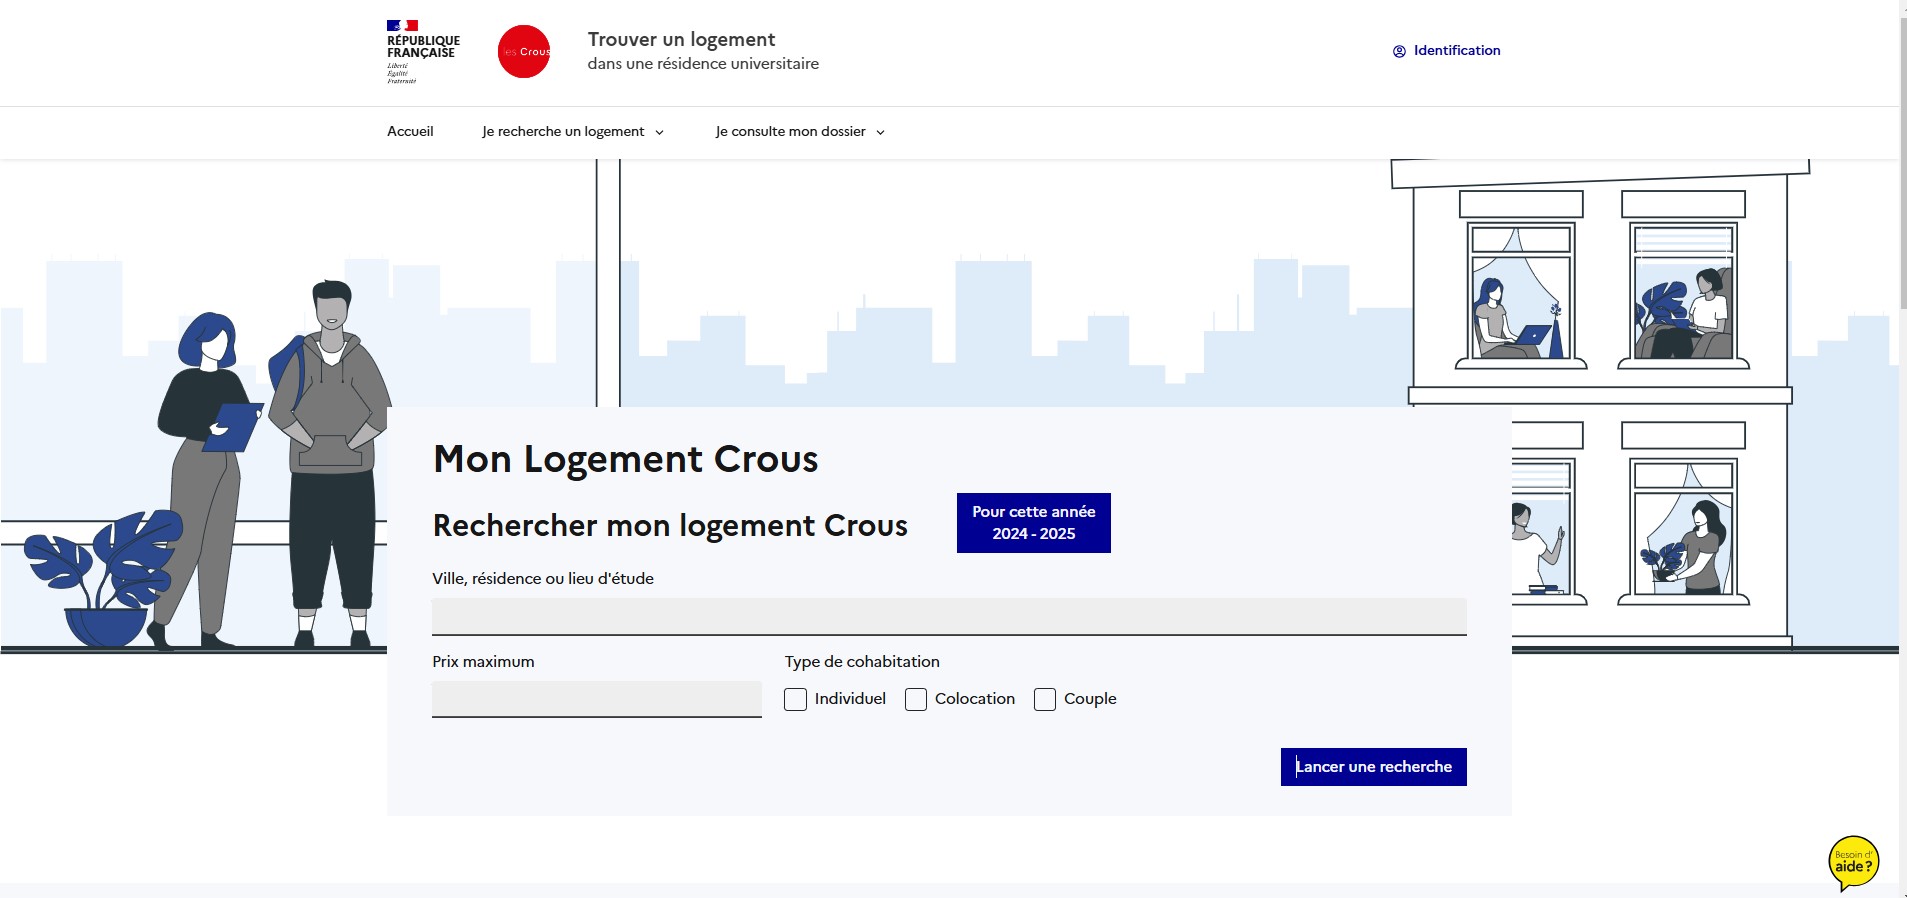 RÉPUBLIQUE
FRANÇAISE
Liberté
Égalité
Fraternité
les Crous
Trouver un logement
dans une résidence universitaire
Identification
Accueil
Je recherche un logement
Je consulte mon dossier
Mon Logement Crous
Rechercher mon logement Crous
Pour cette année
2024 - 2025
Ville, résidence ou lieu d'étude
Prix maximum
Type de cohabitation
Individuel
Colocation
Couple
Lancer une recherche
Besoin d'
aide ?